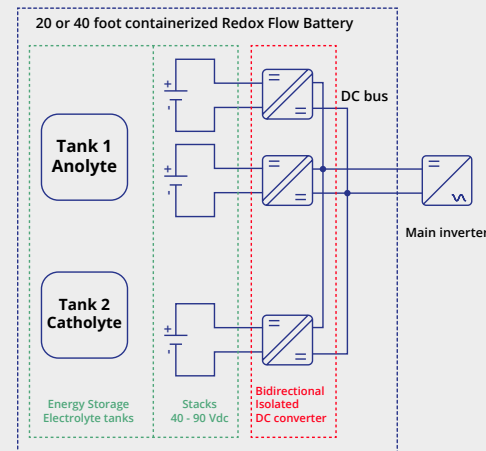 20 or 40 foot containerized Redox Flow Battery
DC bus
+
-
Tank 1
Anolyte
+
-
Main inverter
Tank 2
Catholyte
+
-
Energy Storage
Electrolyte tanks
Stacks
40 - 90 Vdc
Bidirectional
Isolated
DC converter